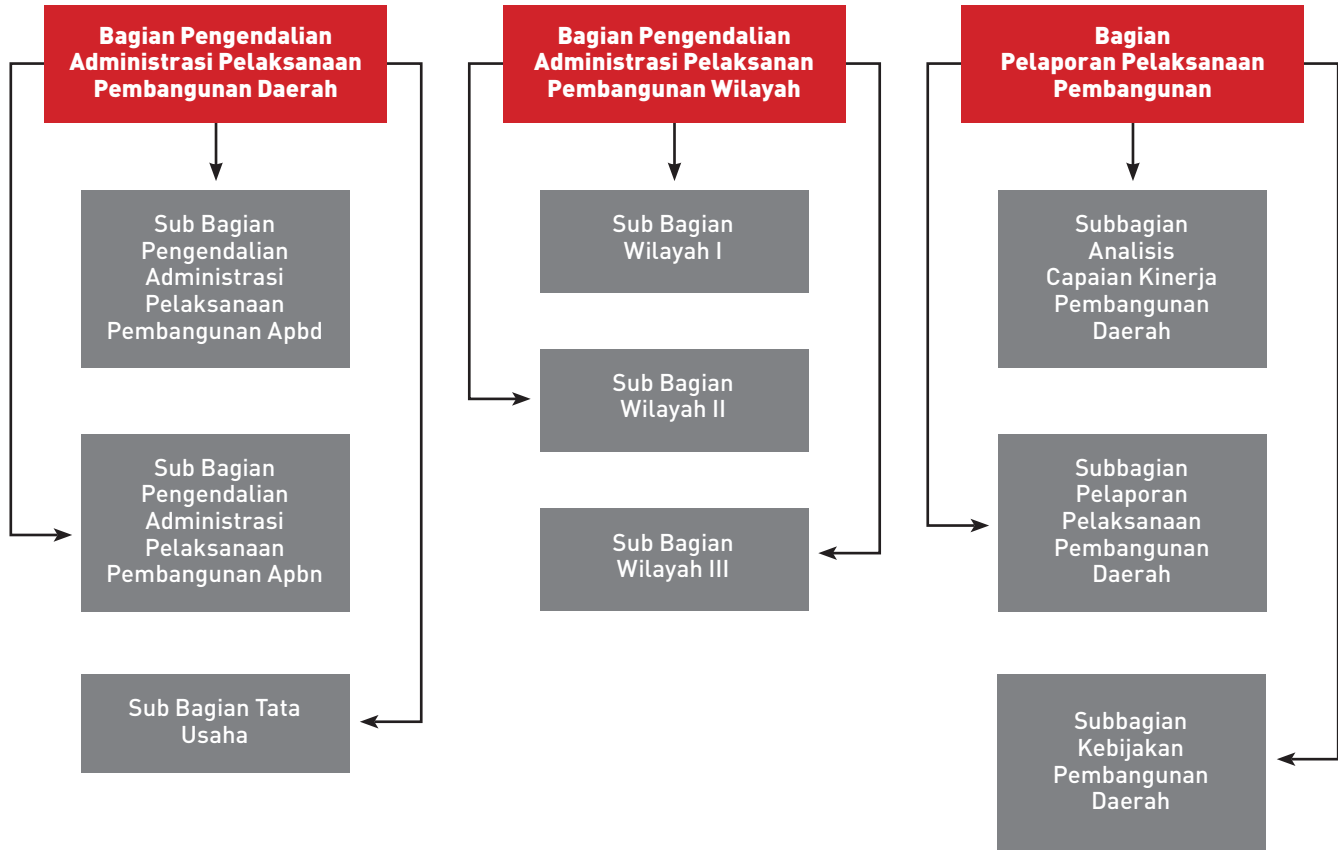 Bagian Pengendalian
Administrasi Pelaksanaan
Pembangunan Daerah
Sub Bagian
Pengendalian
Administrasi
Pelaksanaan
Pembangunan Apbd
Sub Bagian
Pengendalian
Administrasi
Pelaksanaan
Pembangunan Apbn
Sub Bagian Tata
Usaha
Bagian Pengendalian
Administrasi Pelaksanan
Pembangunan Wilayah
Sub Bagian
Wilayah I
Sub Bagian
Wilayah II
Sub Bagian
Wilayah III
Bagian
Pelaporan Pelaksanaan
Pembangunan
Subbagian
Analisis
Capaian Kinerja
Pembangunan
Daerah
Subbagian
Pelaporan
Pelaksanaan
Pembangunan
Daerah
Subbagian
Kebijakan
Pembangunan
Daerah